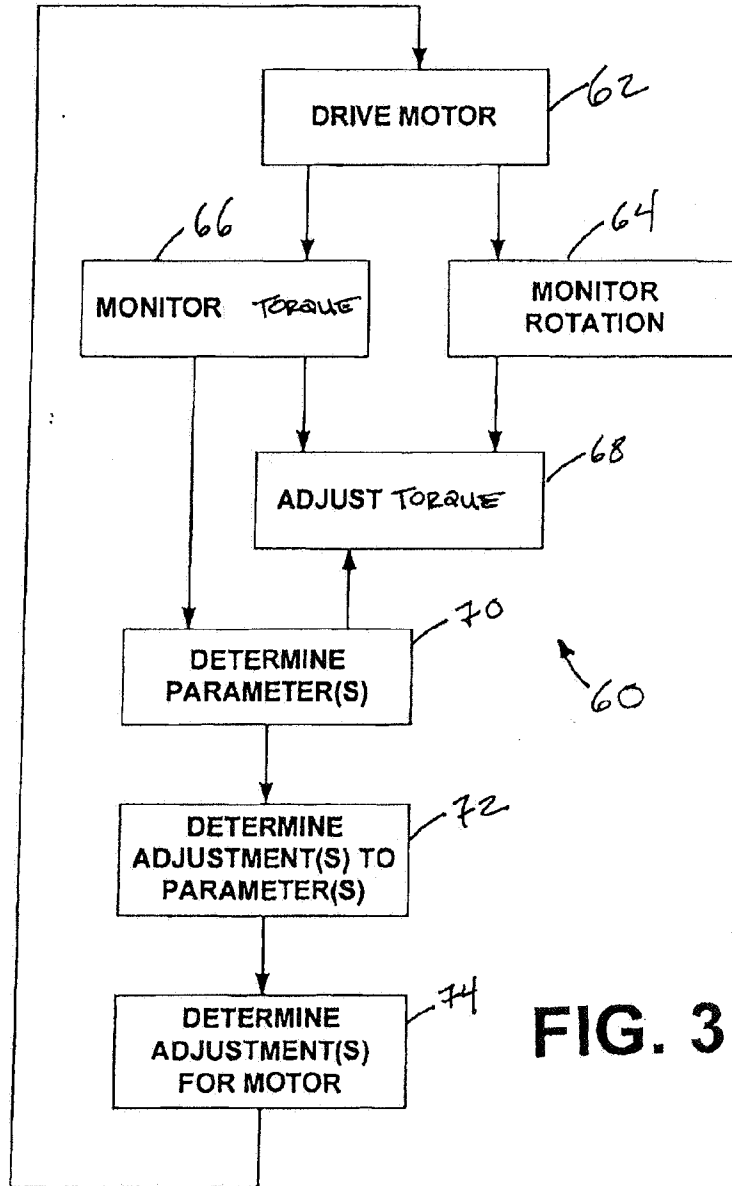 DRIVE MOTOR
62
66
64
MONITOR TORQUE
MONITOR
ROTATION
68
ADJUST TORQUE
70
DETERMINE
PARAMETER(S)
60
72
DETERMINE
ADJUSTMENT(S) TO
PARAMETER(S)
74
DETERMINE
ADJUSTMENT(S)
FOR MOTOR
FIG. 3